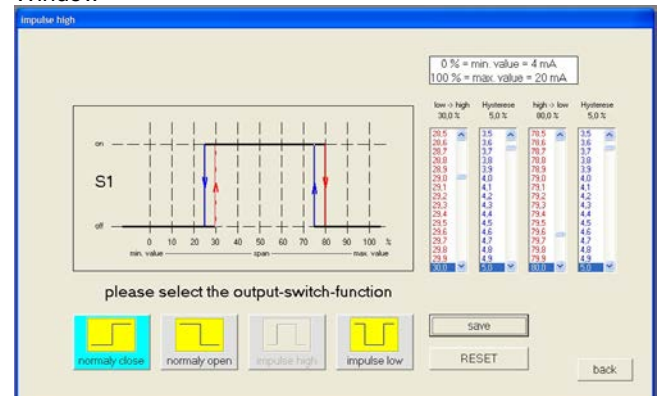 Window
impulse high
0 % = min. value = 4 mA
100 % = max. value = 20 mA
low -> high Hysterese high -> low Hysterese
30,0 % 5,0 % 80,0 % 5,0 %
28,5 3,5 78,5 3,5
28,6 3,6 78,6 3,6
28,7 3,7 78,7 3,7
28,8 3,8 78,8 3,8
28,9 3,9 78,9 3,9
29,0 4,0 79,0 4,0
29,1 4,1 79,1 4,1
29,2 4,2 79,2 4,2
29,3 4,3 79,3 4,3
29,4 4,4 79,4 4,4
29,5 4,5 79,5 4,5
29,6 4,6 79,6 4,6
29,7 4,7 79,7 4,7
29,8 4,8 79,8 4,8
29,9 4,9 79,9 4,9
30,0 5,0 80,0 5,0
on
S1
off
0 10 20 30 40 50 60 70 80 90 100 %
min. value span max. value
please select the output-switch-function
normaly close normaly open impulse high impulse low
save
RESET
back